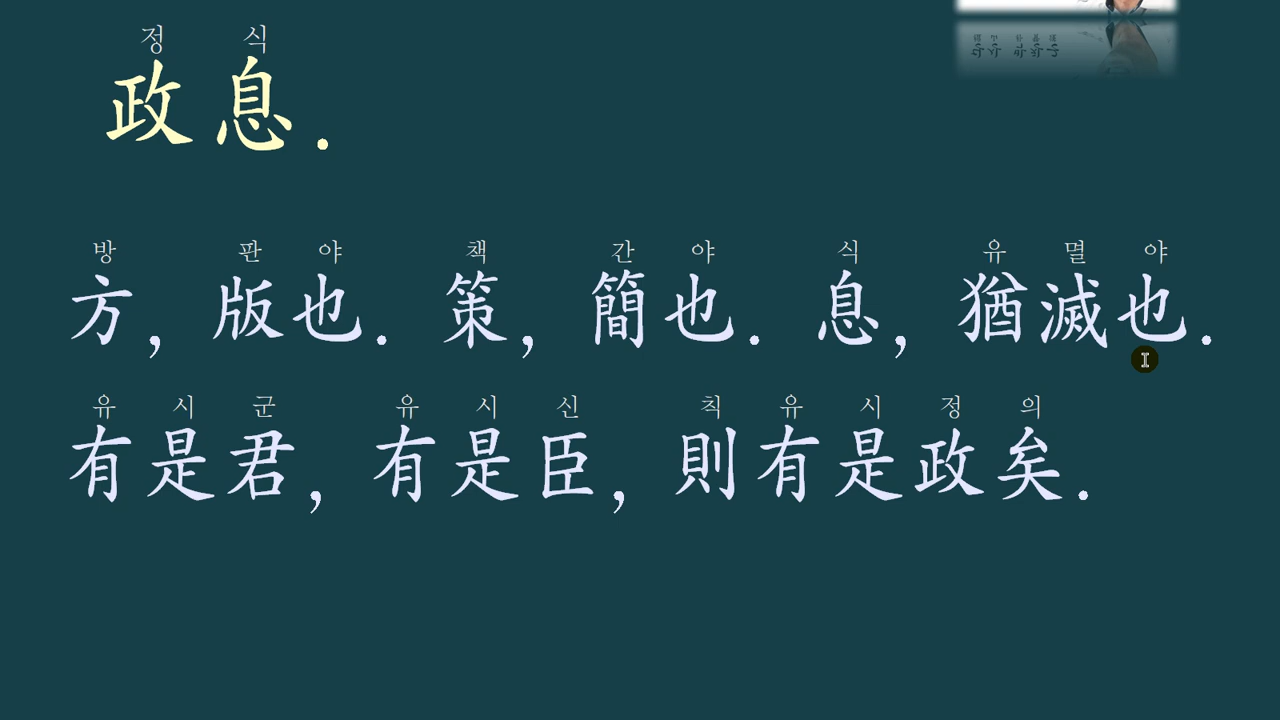 정 식
政息.
방 판 야 책 간 야 식 유 멸 야
方, 版也. 策, 簡也. 息, 猶滅也.
유 시 군 유 시 신 칙 유 시 정 의
有是君, 有是臣, 則有是政矣.